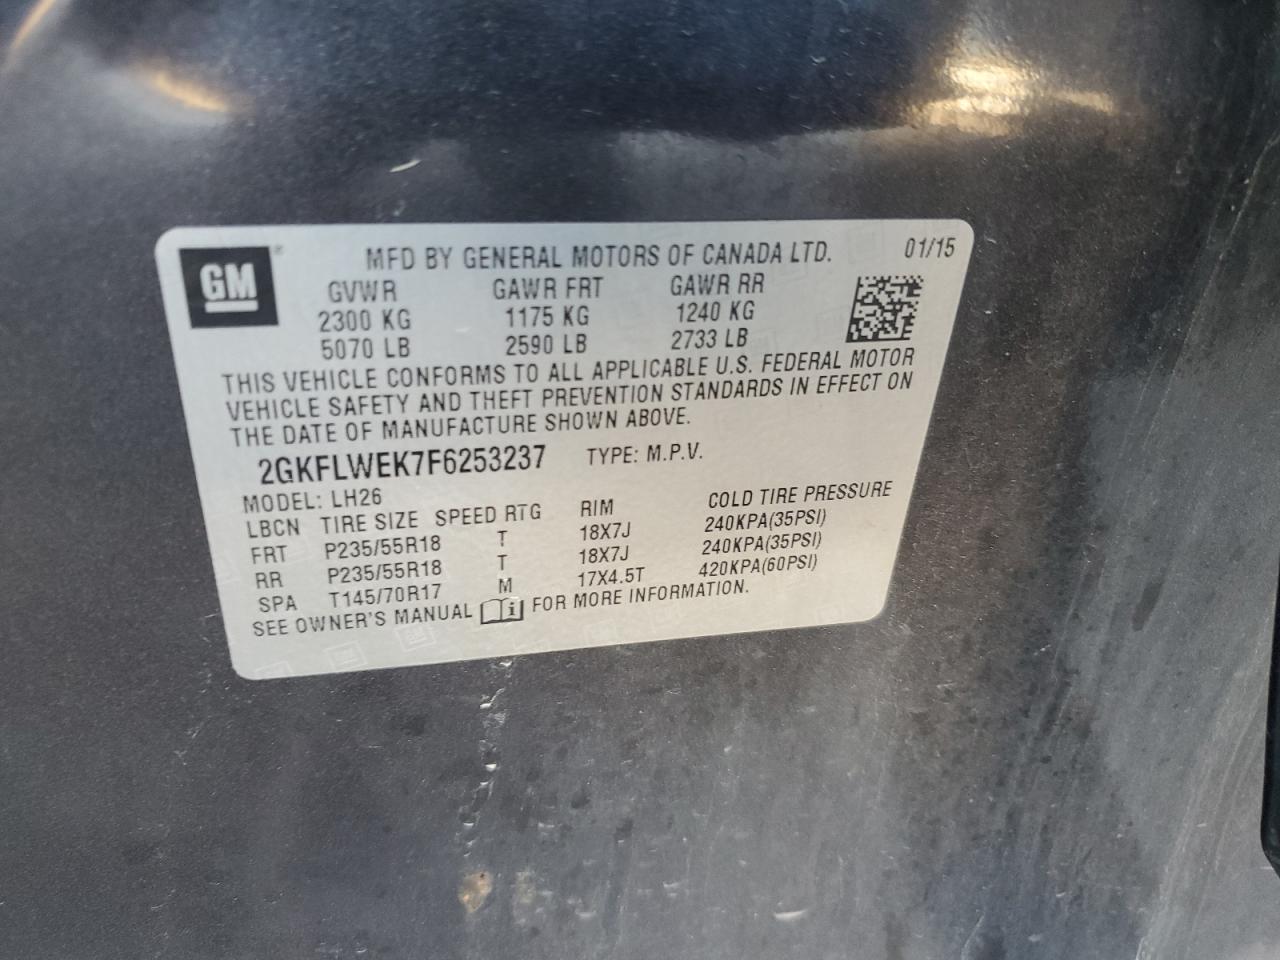 GM
MFD BY GENERAL MOTORS OF CANADA LTD. 01/15
GVWR GAWR FRT GAWR RR
2300 KG 1175 KG 1240 KG
5070 LB 2590 LB 2733 LB
THIS VEHICLE CONFORMS TO ALL APPLICABLE U.S. FEDERAL MOTOR
VEHICLE SAFETY AND THEFT PREVENTION STANDARDS IN EFFECT ON
THE DATE OF MANUFACTURE SHOWN ABOVE.
2GKFLWEK7F6253237 TYPE: M.P.V.
MODEL: LH26
LBCN TIRE SIZE SPEED RTG RIM COLD TIRE PRESSURE
FRT P235/55R18 T 18X7J 240KPA(35PSI)
RR P235/55R18 T 18X7J 240KPA(35PSI)
SPA T145/70R17 M 17X4.5T 420KPA(60PSI)
SEE OWNER'S MANUAL i FOR MORE INFORMATION.